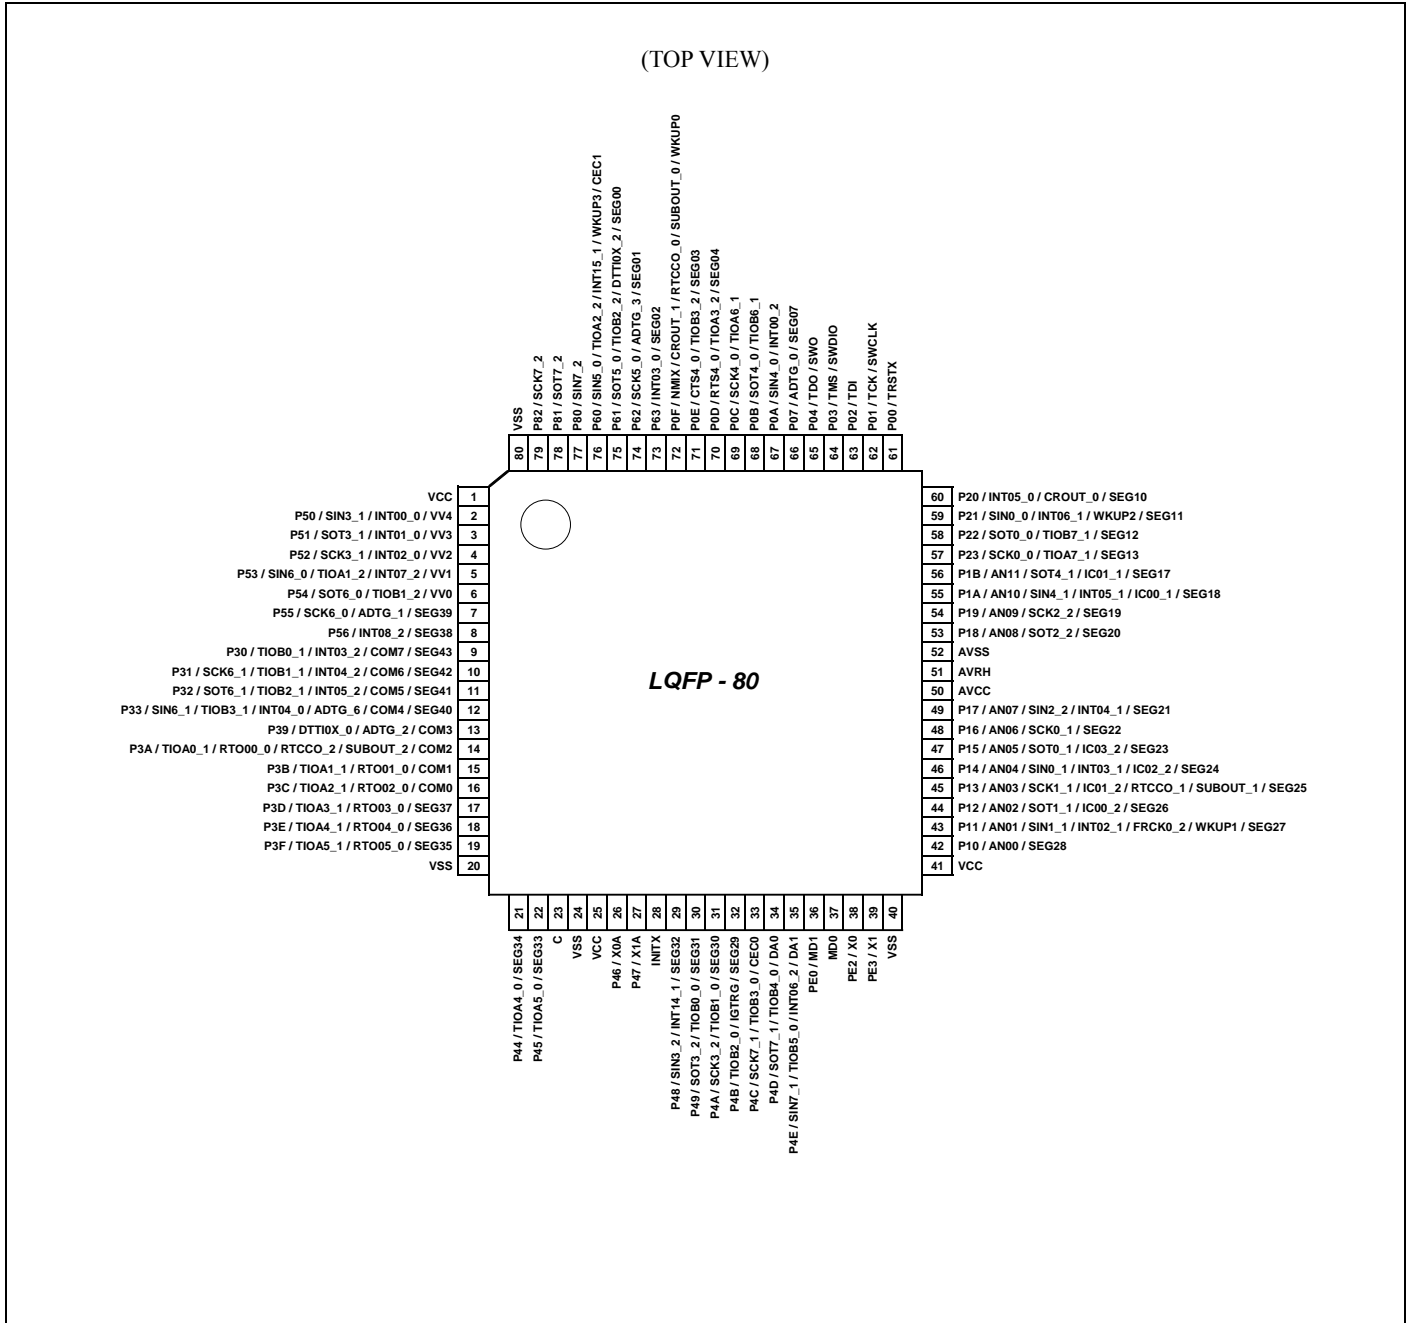 (TOP VIEW)
VSS 80
P82 / SCK7_2 79
P81 / SOT7_2 78
P80 / SIN7_2 77
P60 / SIN5_0 / TIOA2_2 / INT15_1 / WKUP3 / CEC1 76
P61 / SOT5_0 / TIOB2_2 / DTTI0X_2 / SEG00 75
P62 / SCK5_0 / ADTG_3 / SEG01 74
P63 / INT03_0 / SEG02 73
P0F / NMIX / CROUT_1 / RTCCO_0 / SUBOUT_0 / WKUP0 72
P0E / CTS4_0 / TIOB3_2 / SEG03 71
P0D / RTS4_0 / TIOA3_2 / SEG04 70
P0C / SCK4_0 / TIOA6_1 69
P0B / SOT4_0 / TIOB6_1 68
P0A / SIN4_0 / INT00_2 67
P07 / ADTG_0 / SEG07 66
P04 / TDO / SWO 65
P03 / TMS / SWDIO 64
P02 / TDI 63
P01 / TCK / SWCLK 62
P00 / TRSTX 61
VCC 1
P50 / SIN3_1 / INT00_0 / VV4 2
P51 / SOT3_1 / INT01_0 / VV3 3
P52 / SCK3_1 / INT02_0 / VV2 4
P53 / SIN6_0 / TIOA1_2 / INT07_2 / VV1 5
P54 / SOT6_0 / TIOB1_2 / VV0 6
P55 / SCK6_0 / ADTG_1 / SEG39 7
P56 / INT08_2 / SEG38 8
P30 / TIOB0_1 / INT03_2 / COM7 / SEG43 9
P31 / SCK6_1 / TIOB1_1 / INT04_2 / COM6 / SEG42 10
P32 / SOT6_1 / TIOB2_1 / INT05_2 / COM5 / SEG41 11
P33 / SIN6_1 / TIOB3_1 / INT04_0 / ADTG_6 / COM4 / SEG40 12
P39 / DTTI0X_0 / ADTG_2 / COM3 13
P3A / TIOA0_1 / RTO00_0 / RTCCO_2 / SUBOUT_2 / COM2 14
P3B / TIOA1_1 / RTO01_0 / COM1 15
P3C / TIOA2_1 / RTO02_0 / COM0 16
P3D / TIOA3_1 / RTO03_0 / SEG37 17
P3E / TIOA4_1 / RTO04_0 / SEG36 18
P3F / TIOA5_1 / RTO05_0 / SEG35 19
VSS 20
LQFP - 80
60 P20 / INT05_0 / CROUT_0 / SEG10
59 P21 / SIN0_0 / INT06_1 / WKUP2 / SEG11
58 P22 / SOT0_0 / TIOB7_1 / SEG12
57 P23 / SCK0_0 / TIOA7_1 / SEG13
56 P1B / AN11 / SOT4_1 / IC01_1 / SEG17
55 P1A / AN10 / SIN4_1 / INT05_1 / IC00_1 / SEG18
54 P19 / AN09 / SCK2_2 / SEG19
53 P18 / AN08 / SOT2_2 / SEG20
52 AVSS
51 AVRH
50 AVCC
49 P17 / AN07 / SIN2_2 / INT04_1 / SEG21
48 P16 / AN06 / SCK0_1 / SEG22
47 P15 / AN05 / SOT0_1 / IC03_2 / SEG23
46 P14 / AN04 / SIN0_1 / INT03_1 / IC02_2 / SEG24
45 P13 / AN03 / SCK1_1 / IC01_2 / RTCCO_1 / SUBOUT_1 / SEG25
44 P12 / AN02 / SOT1_1 / IC00_2 / SEG26
43 P11 / AN01 / SIN1_1 / INT02_1 / FRCK0_2 / WKUP1 / SEG27
42 P10 / AN00 / SEG28
41 VCC
21 P44 / TIOA4_0 / SEG34
22 P45 / TIOA5_0 / SEG33
23 C
24 VSS
25 VCC
26 P46 / X0A
27 P47 / X1A
28 INITX
29 P48 / SIN3_2 / INT14_1 / SEG32
30 P49 / SOT3_2 / TIOB0_0 / SEG31
31 P4A / SCK3_2 / TIOB1_0 / SEG30
32 P4B / TIOB2_0 / IGTRG / SEG29
33 P4C / SCK7_1 / TIOB3_0 / CEC0
34 P4D / SOT7_1 / TIOB4_0 / DA0
35 P4E / SIN7_1 / TIOB5_0 / INT06_2 / DA1
36 PE0 / MD1
37 MD0
38 PE2 / X0
39 PE3 / X1
40 VSS